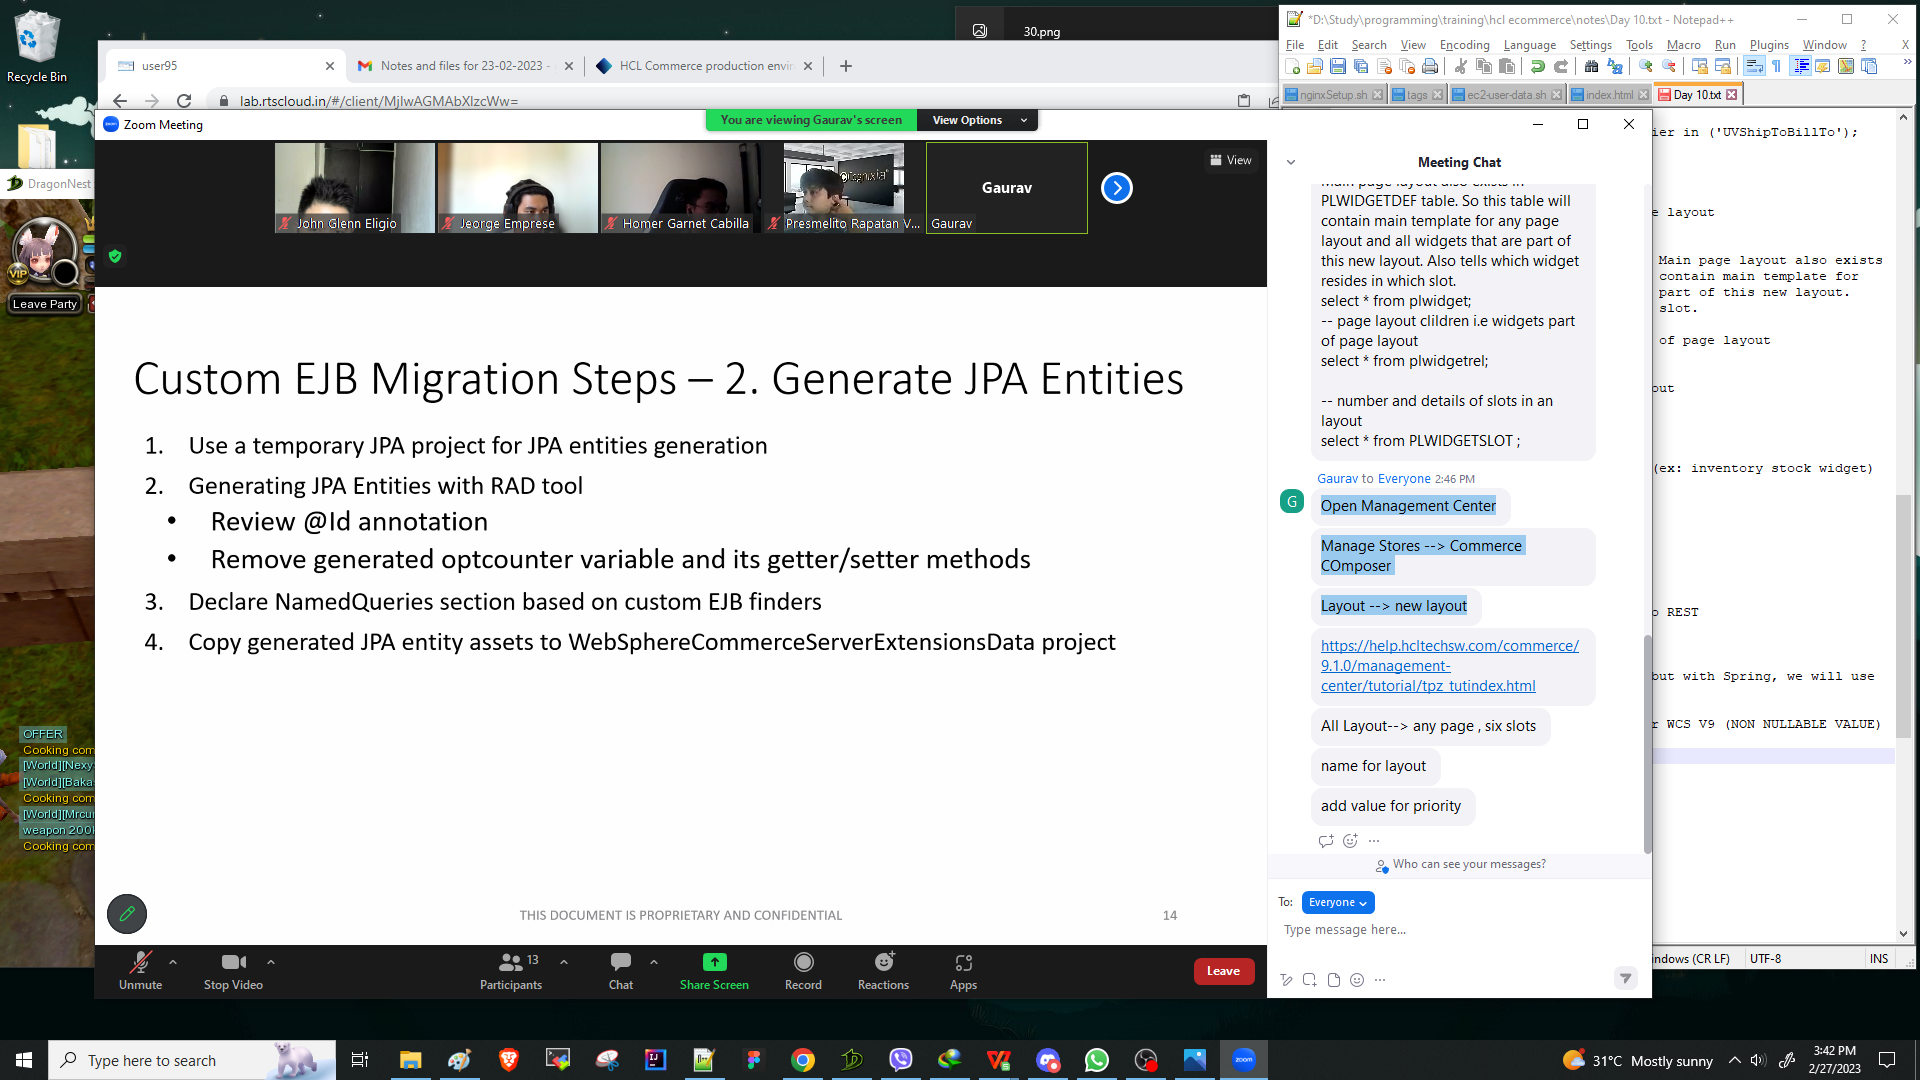 Recycle Bin
30.png
user95
Notes and files for 23-02-2023 -
HCL Commerce production envir
lab.rtscloud.in/#/client/MjIwAGMAbXlzcWw=
*D:\Study\programming\training\hcl ecommerce\notes\Day 10.txt - Notepad++
File Edit Search View Encoding Language Settings Tools Macro Run Plugins Window ? X
nginxSetup.sh tags ec2-user-data.sh index.html Day 10.txt
ier in ('UVShipToBillTo');
e layout
Main page layout also exists
contain main template for
part of this new layout.
slot.
of page layout
out
(ex: inventory stock widget)
o REST
but with Spring, we will use
r WCS V9 (NON NULLABLE VALUE)
indows (CR LF) UTF-8 INS
Zoom Meeting
You are viewing Gaurav's screen View Options
View
John Glenn Eligio
Jeorge Emprese
Homer Garnet Cabilla
Cognixia
Presmelito Rapatan V...
Gaurav
Gaurav
DragonNest
VIP
Leave Party
Custom EJB Migration Steps – 2. Generate JPA Entities
1. Use a temporary JPA project for JPA entities generation
2. Generating JPA Entities with RAD tool
• Review @Id annotation
• Remove generated optcounter variable and its getter/setter methods
3. Declare NamedQueries section based on custom EJB finders
4. Copy generated JPA entity assets to WebSphereCommerceServerExtensionsData project
THIS DOCUMENT IS PROPRIETARY AND CONFIDENTIAL 14
OFFER
Cooking com
[World][Nexy
[World][Baka
Cooking com
[World][Mrcu
weapon 200
Cooking com
Meeting Chat
Main page layout also exists in
PLWIDGETDEF table. So this table will
contain main template for any page
layout and all widgets that are part of
this new layout. Also tells which widget
resides in which slot.
select * from plwidget;
-- page layout clildren i.e widgets part
of page layout
select * from plwidgetrel;
-- number and details of slots in an
layout
select * from PLWIDGETSLOT ;
Gaurav to Everyone 2:46 PM
G
Open Management Center
Manage Stores --> Commerce
COmposer
Layout --> new layout
https://help.hcltechsw.com/commerce/
9.1.0/management-
center/tutorial/tpz_tutindex.html
All Layout--> any page , six slots
name for layout
add value for priority
Who can see your messages?
To: Everyone
Type message here...
Unmute
Stop Video
13
Participants
Chat
Share Screen
Record
Reactions
Apps
Leave
Type here to search
zoom
31°C Mostly sunny
3:42 PM
2/27/2023